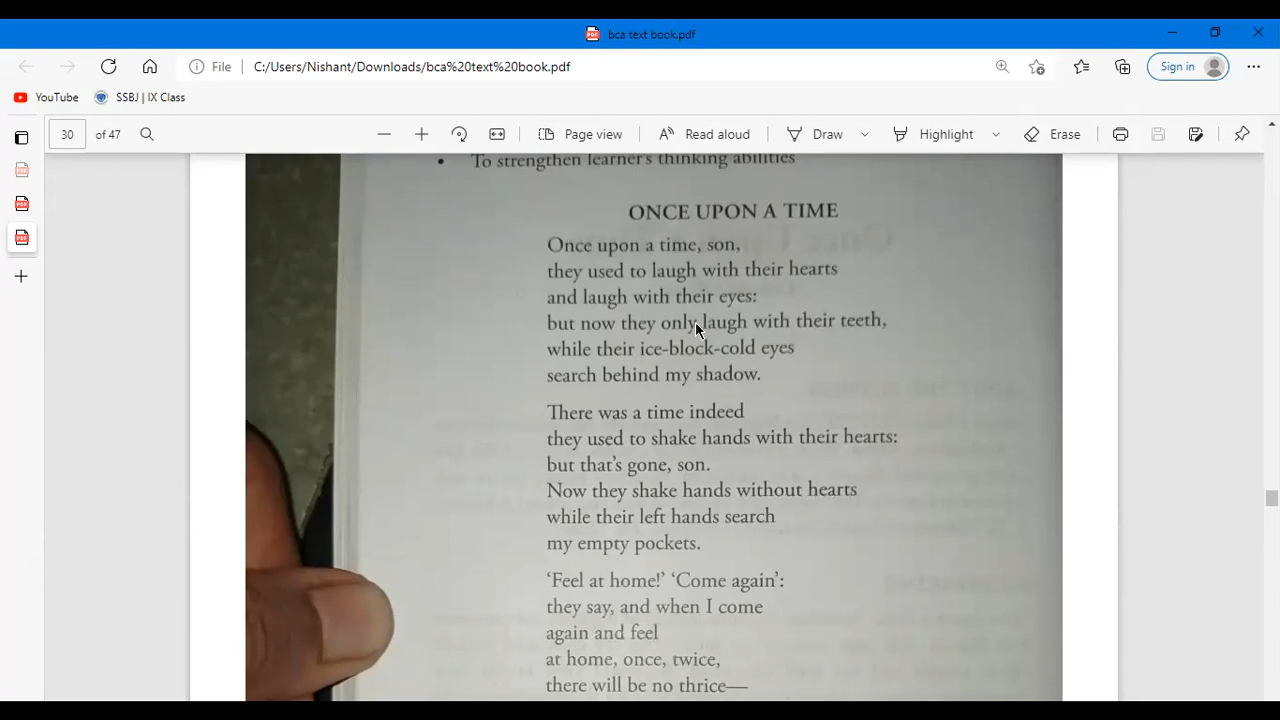 bca text book.pdf
File C:/Users/Nishant/Downloads/bca%20text%20book.pdf Sign in
YouTube SSBJ | IX Class
30 of 47 Page view Read aloud Draw Highlight Erase
• To strengthen learner's thinking abilities
ONCE UPON A TIME
Once upon a time, son,
they used to laugh with their hearts
and laugh with their eyes:
but now they only laugh with their teeth,
while their ice-block-cold eyes
search behind my shadow.
There was a time indeed
they used to shake hands with their hearts:
but that's gone, son.
Now they shake hands without hearts
while their left hands search
my empty pockets.
‘Feel at home!’ ‘Come again’:
they say, and when I come
again and feel
at home, once, twice,
there will be no thrice—